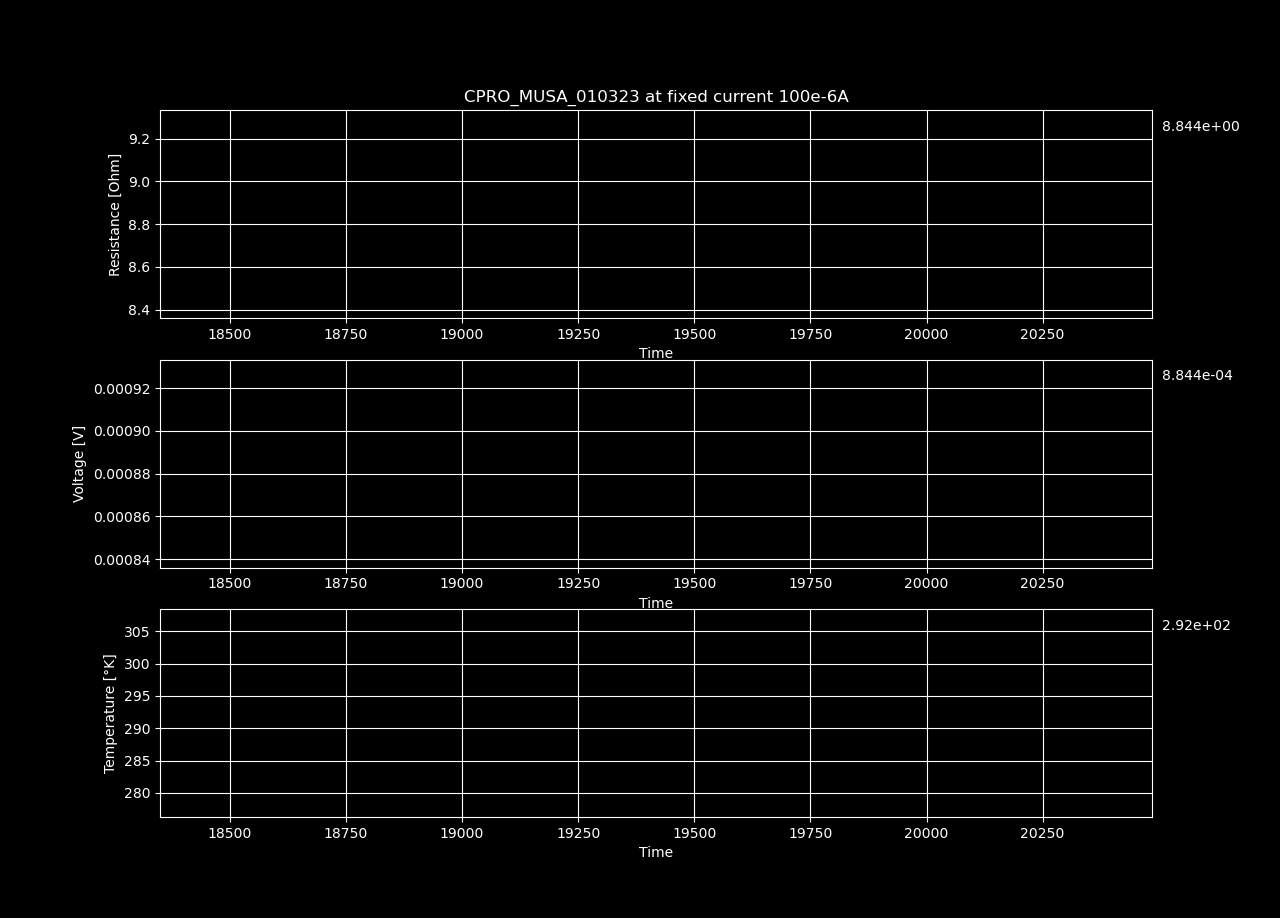 CPRO_MUSA_010323 at fixed current 100e-6A
8.844e+00
Resistance [Ohm]
9.2
9.0
8.8
8.6
8.4
18500 18750 19000 19250 19500 19750 20000 20250
Time
8.844e-04
Voltage [V]
0.00092
0.00090
0.00088
0.00086
0.00084
18500 18750 19000 19250 19500 19750 20000 20250
Time
2.92e+02
Temperature [°K]
305
300
295
290
285
280
18500 18750 19000 19250 19500 19750 20000 20250
Time